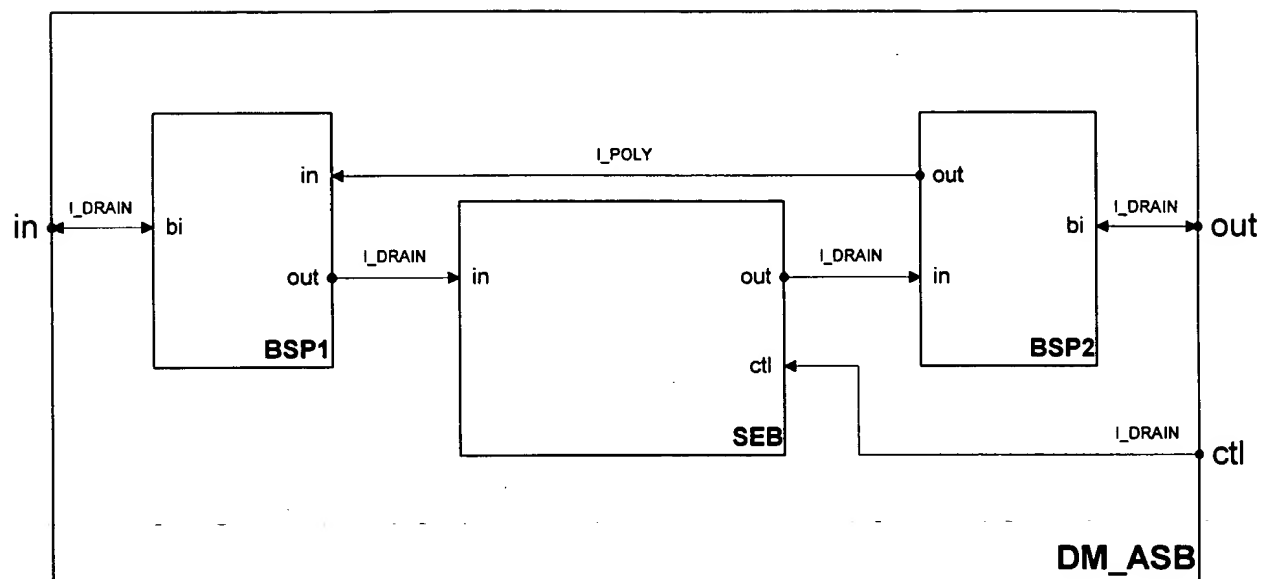 I_POLY
in
out
in
I_DRAIN
bi
bi
I_DRAIN
out
out
I_DRAIN
in
out
I_DRAIN
in
BSP1
BSP2
ctl
SEB
I_DRAIN
ctl
DM_ASB